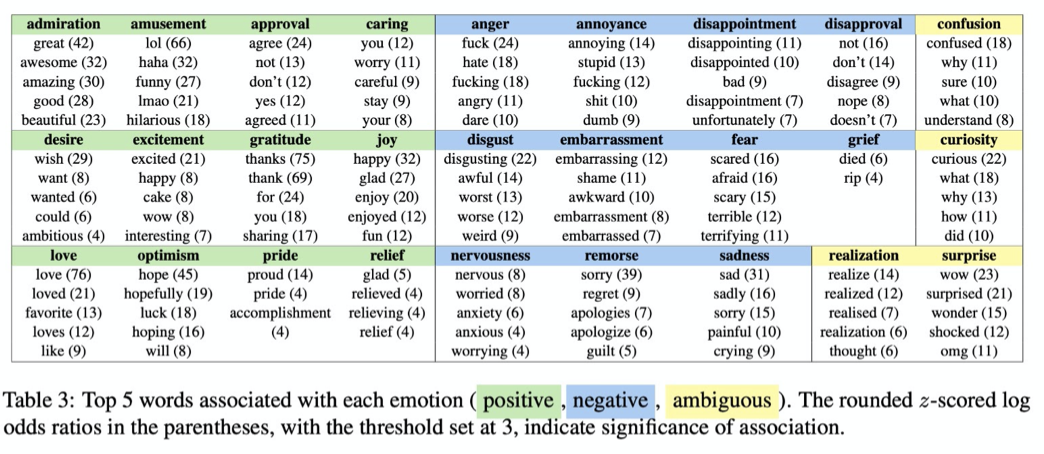 admiration amusement approval caring anger annoyance disappointment disapproval confusion
great (42) lol (66) agree (24) you (12) fuck (24) annoying (14) disappointing (11) not (16) confused (18)
awesome (32) haha (32) not (13) worry (11) hate (18) stupid (13) disappointed (10) don't (14) why (11)
amazing (30) funny (27) don't (12) careful (9) fucking (18) fucking (12) bad (9) disagree (9) sure (10)
good (28) lmao (21) yes (12) stay (9) angry (11) shit (10) disappointment (7) nope (8) what (10)
beautiful (23) hilarious (18) agreed (11) your (8) dare (10) dumb (9) unfortunately (7) doesn't (7) understand (8)
desire excitement gratitude joy disgust embarrassment fear grief curiosity
wish (29) excited (21) thanks (75) happy (32) disgusting (22) embarrassing (12) scared (16) died (6) curious (22)
want (8) happy (8) thank (69) glad (27) awful (14) shame (11) afraid (16) rip (4) what (18)
wanted (6) cake (8) for (24) enjoy (20) worst (13) awkward (10) scary (15) why (13)
could (6) wow (8) you (18) enjoyed (12) worse (12) embarrassment (8) terrible (12) how (11)
ambitious (4) interesting (7) sharing (17) fun (12) weird (9) embarrassed (7) terrifying (11) did (10)
love optimism pride relief nervousness remorse sadness realization surprise
love (76) hope (45) proud (14) glad (5) nervous (8) sorry (39) sad (31) realize (14) wow (23)
loved (21) hopefully (19) pride (4) relieved (4) worried (8) regret (9) sadly (16) realized (12) surprised (21)
favorite (13) luck (18) accomplishment relieving (4) anxiety (6) apologies (7) sorry (15) realised (7) wonder (15)
loves (12) hoping (16) (4) relief (4) anxious (4) apologize (6) painful (10) realization (6) shocked (12)
like (9) will (8) worrying (4) guilt (5) crying (9) thought (6) omg (11)
Table 3: Top 5 words associated with each emotion ( positive , negative , ambiguous ). The rounded z-scored log
odds ratios in the parentheses, with the threshold set at 3, indicate significance of association.